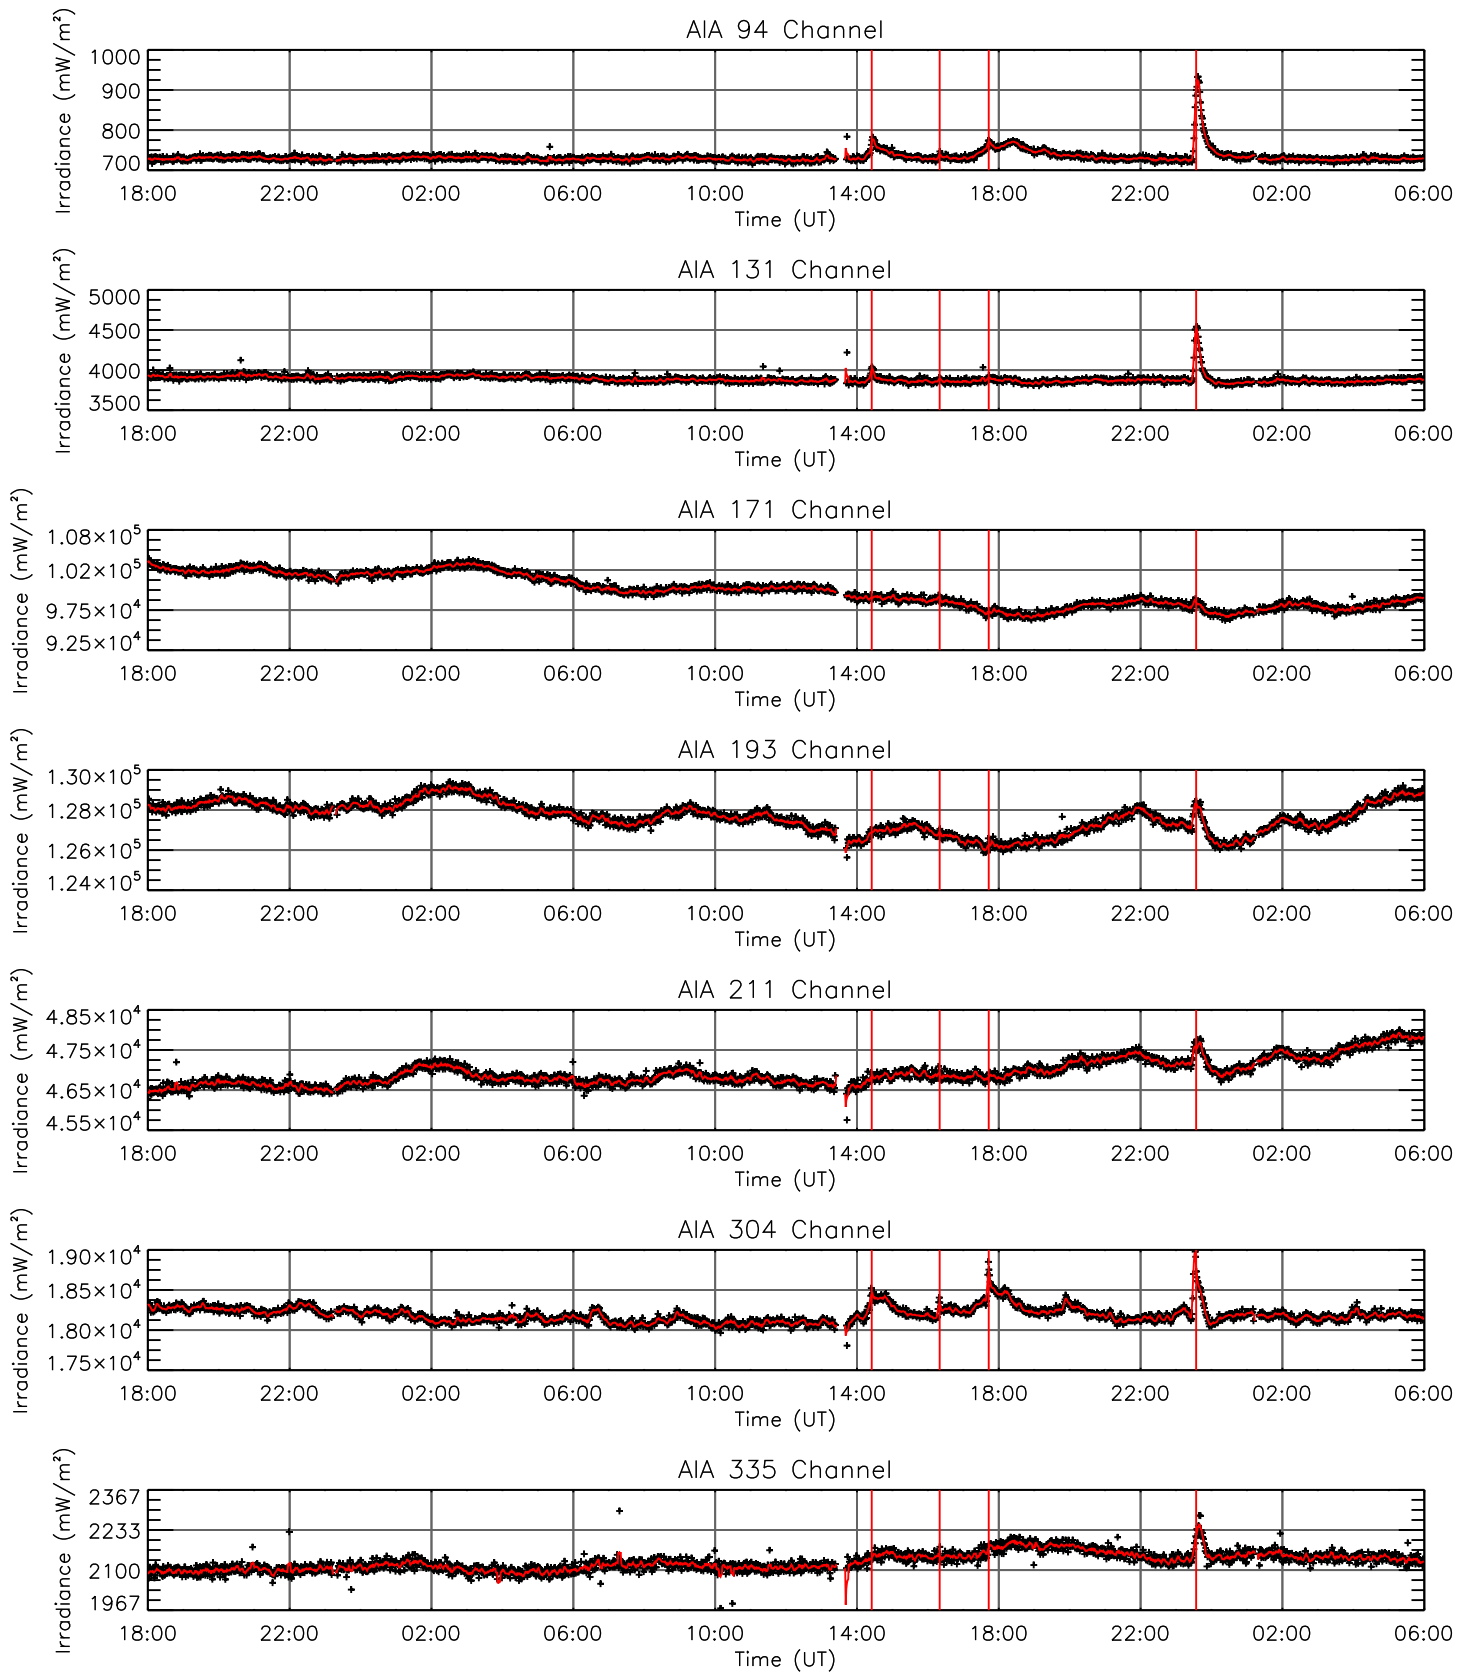 AIA 94 Channel
Irradiance (mW/m²)
1000
900
800
700
18:00 22:00 02:00 06:00 10:00 14:00 18:00 22:00 02:00 06:00
Time (UT)
AIA 131 Channel
Irradiance (mW/m²)
5000
4500
4000
3500
18:00 22:00 02:00 06:00 10:00 14:00 18:00 22:00 02:00 06:00
Time (UT)
AIA 171 Channel
Irradiance (mW/m²)
1.08×10⁵
1.02×10⁵
9.75×10⁴
9.25×10⁴
18:00 22:00 02:00 06:00 10:00 14:00 18:00 22:00 02:00 06:00
Time (UT)
AIA 193 Channel
Irradiance (mW/m²)
1.30×10⁵
1.28×10⁵
1.26×10⁵
1.24×10⁵
18:00 22:00 02:00 06:00 10:00 14:00 18:00 22:00 02:00 06:00
Time (UT)
AIA 211 Channel
Irradiance (mW/m²)
4.85×10⁴
4.75×10⁴
4.65×10⁴
4.55×10⁴
18:00 22:00 02:00 06:00 10:00 14:00 18:00 22:00 02:00 06:00
Time (UT)
AIA 304 Channel
Irradiance (mW/m²)
1.90×10⁴
1.85×10⁴
1.80×10⁴
1.75×10⁴
18:00 22:00 02:00 06:00 10:00 14:00 18:00 22:00 02:00 06:00
Time (UT)
AIA 335 Channel
Irradiance (mW/m²)
2367
2233
2100
1967
18:00 22:00 02:00 06:00 10:00 14:00 18:00 22:00 02:00 06:00
Time (UT)